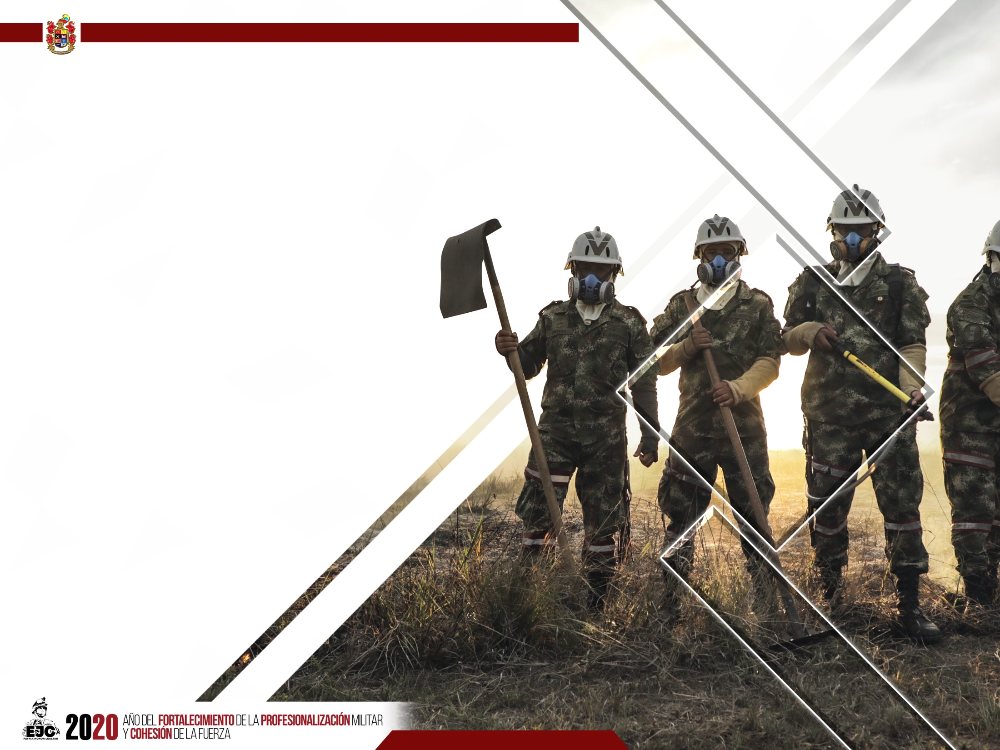 EJC
PATRIA HONOR LEALTAD
2020
AÑO DEL FORTALECIMIENTO DE LA PROFESIONALIZACIÓN MILITAR
Y COHESIÓN DE LA FUERZA